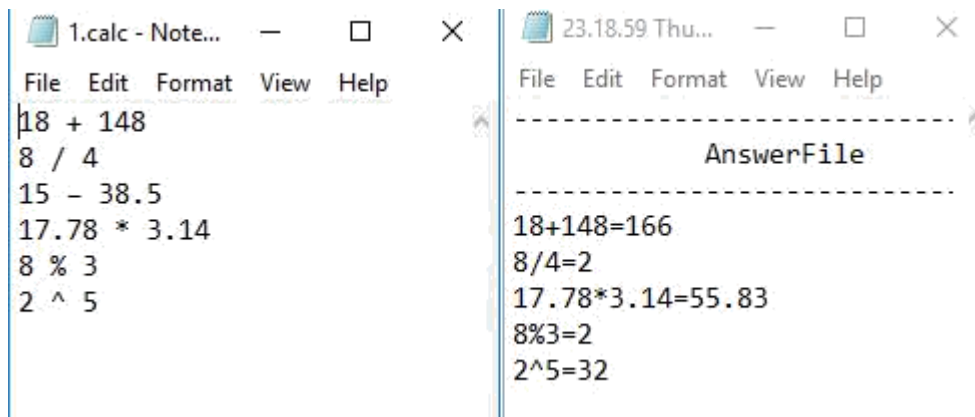 1.calc - Note...
File Edit Format View Help
18 + 148
8 / 4
15 – 38.5
17.78 * 3.14
8 % 3
2 ^ 5
23.18.59 Thu...
File Edit Format View Help
------------------------------
AnswerFile
------------------------------
18+148=166
8/4=2
17.78*3.14=55.83
8%3=2
2^5=32